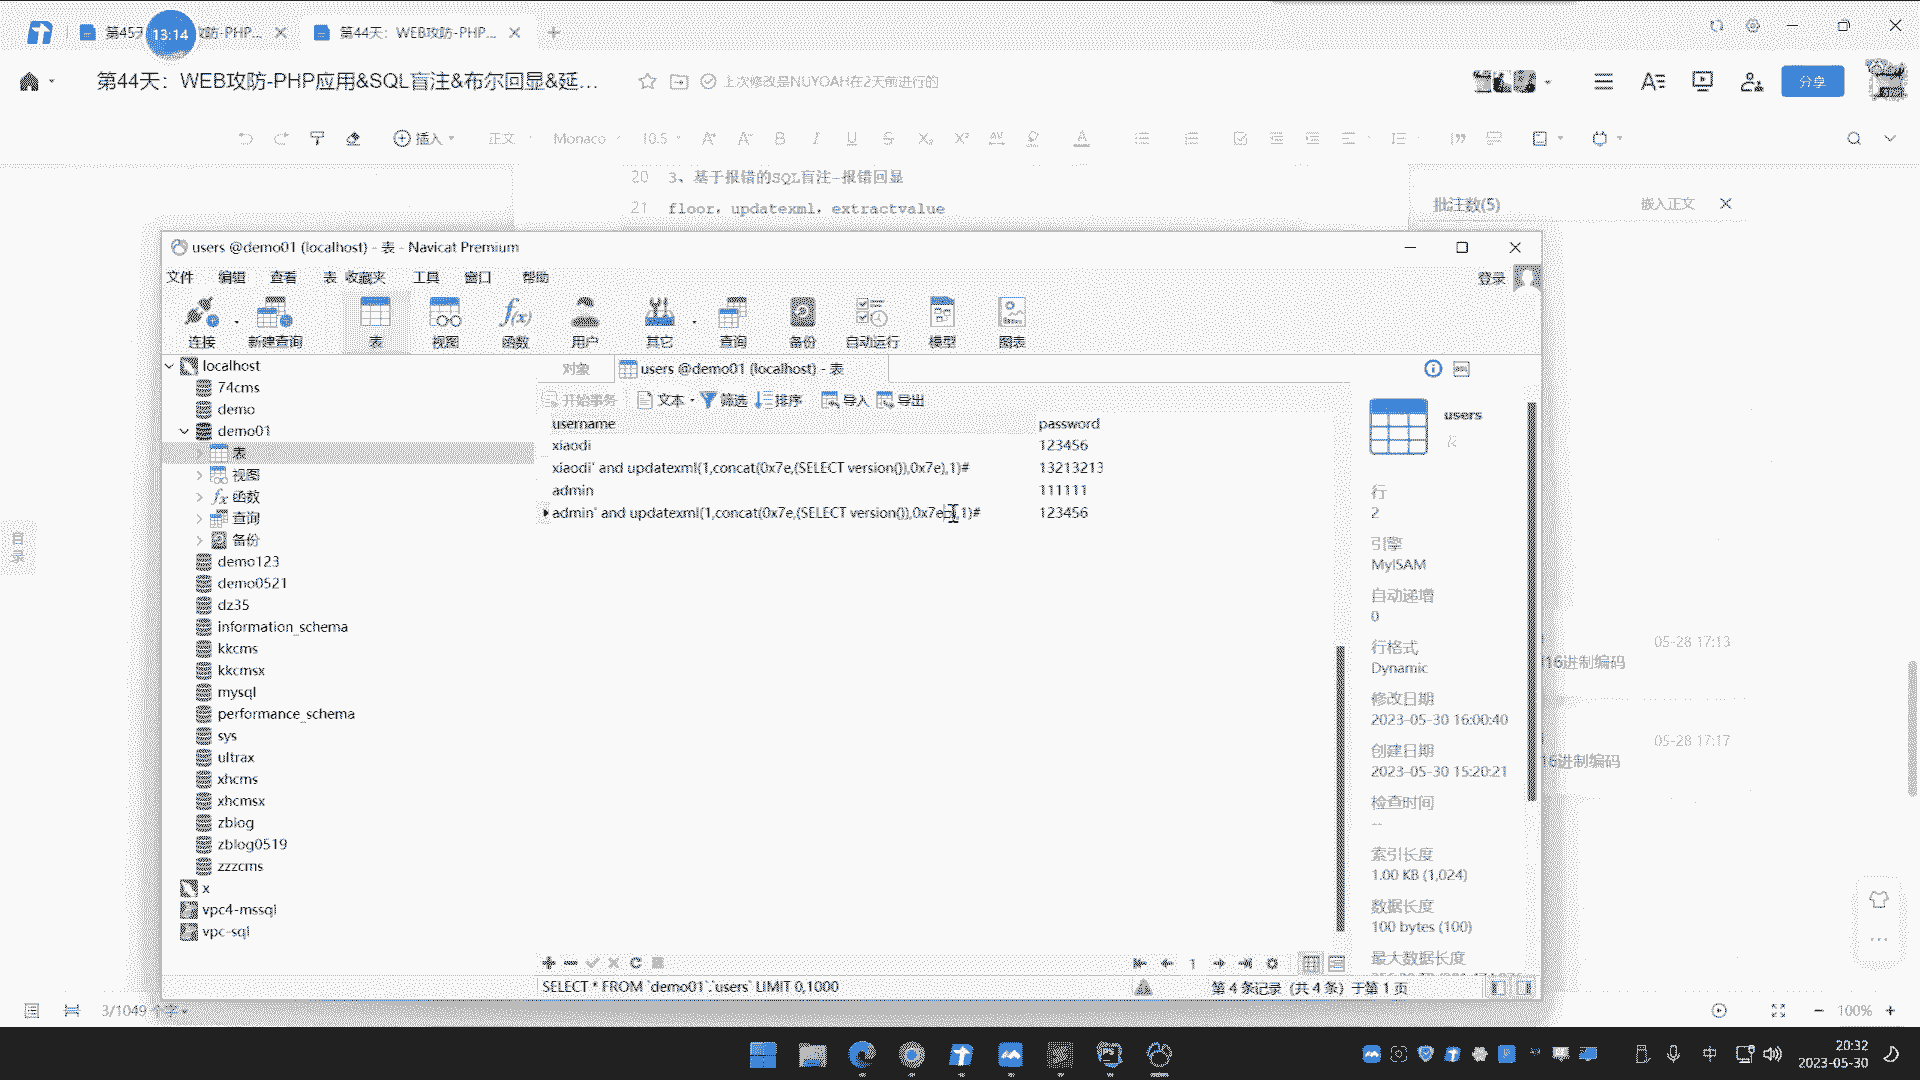 13:14
第44天：WEB攻防-PHP...
第44天：WEB攻防-PHP应用&SQL盲注&布尔回显&延...
上次修改是NUYOAH在2天前进行的
分享
插入
正文
Monaco
10.5
20 3、基于报错的SQL盲注-报错回显
21 floor, updatexml, extractvalue
批注数(5)
嵌入正文
users @demo01 (localhost) - 表 - Navicat Premium
文件 编辑 查看 表 收藏夹 工具 窗口 帮助
登录
连接 新建查询 表 视图 函数 用户 其它 查询 备份 自动运行 模型 图表
localhost
74cms
demo
demo01
表
视图
函数
查询
备份
demo123
demo0521
dz35
information_schema
kkcms
kkcmsx
mysql
performance_schema
sys
ultrax
xhcms
xhcmsx
zblog
zblog0519
zzzcms
x
vpc4-mssql
vpc-sql
对象
users @demo01 (localhost) - 表
开始事务 文本 筛选 排序 导入 导出
username password
xiaodi 123456
xiaodi' and updatexml(1,concat(0x7e,(SELECT version()),0x7e),1)# 13213213
admin 111111
admin' and updatexml(1,concat(0x7e,(SELECT version()),0x7e),1)# 123456
users
表
行
2
引擎
MyISAM
自动递增
0
行格式
Dynamic
修改日期
2023-05-30 16:00:40
创建日期
2023-05-30 15:20:21
检查时间
--
索引长度
1.00 KB (1,024)
数据长度
100 bytes (100)
最大数据长度
05-28 17:13
16进制编码
05-28 17:17
16进制编码
目录
1
SELECT * FROM `demo01`.`users` LIMIT 0,1000
第 4 条记录 (共 4 条) 于第 1 页
3/1049 个字
100%
中
20:32
2023-05-30